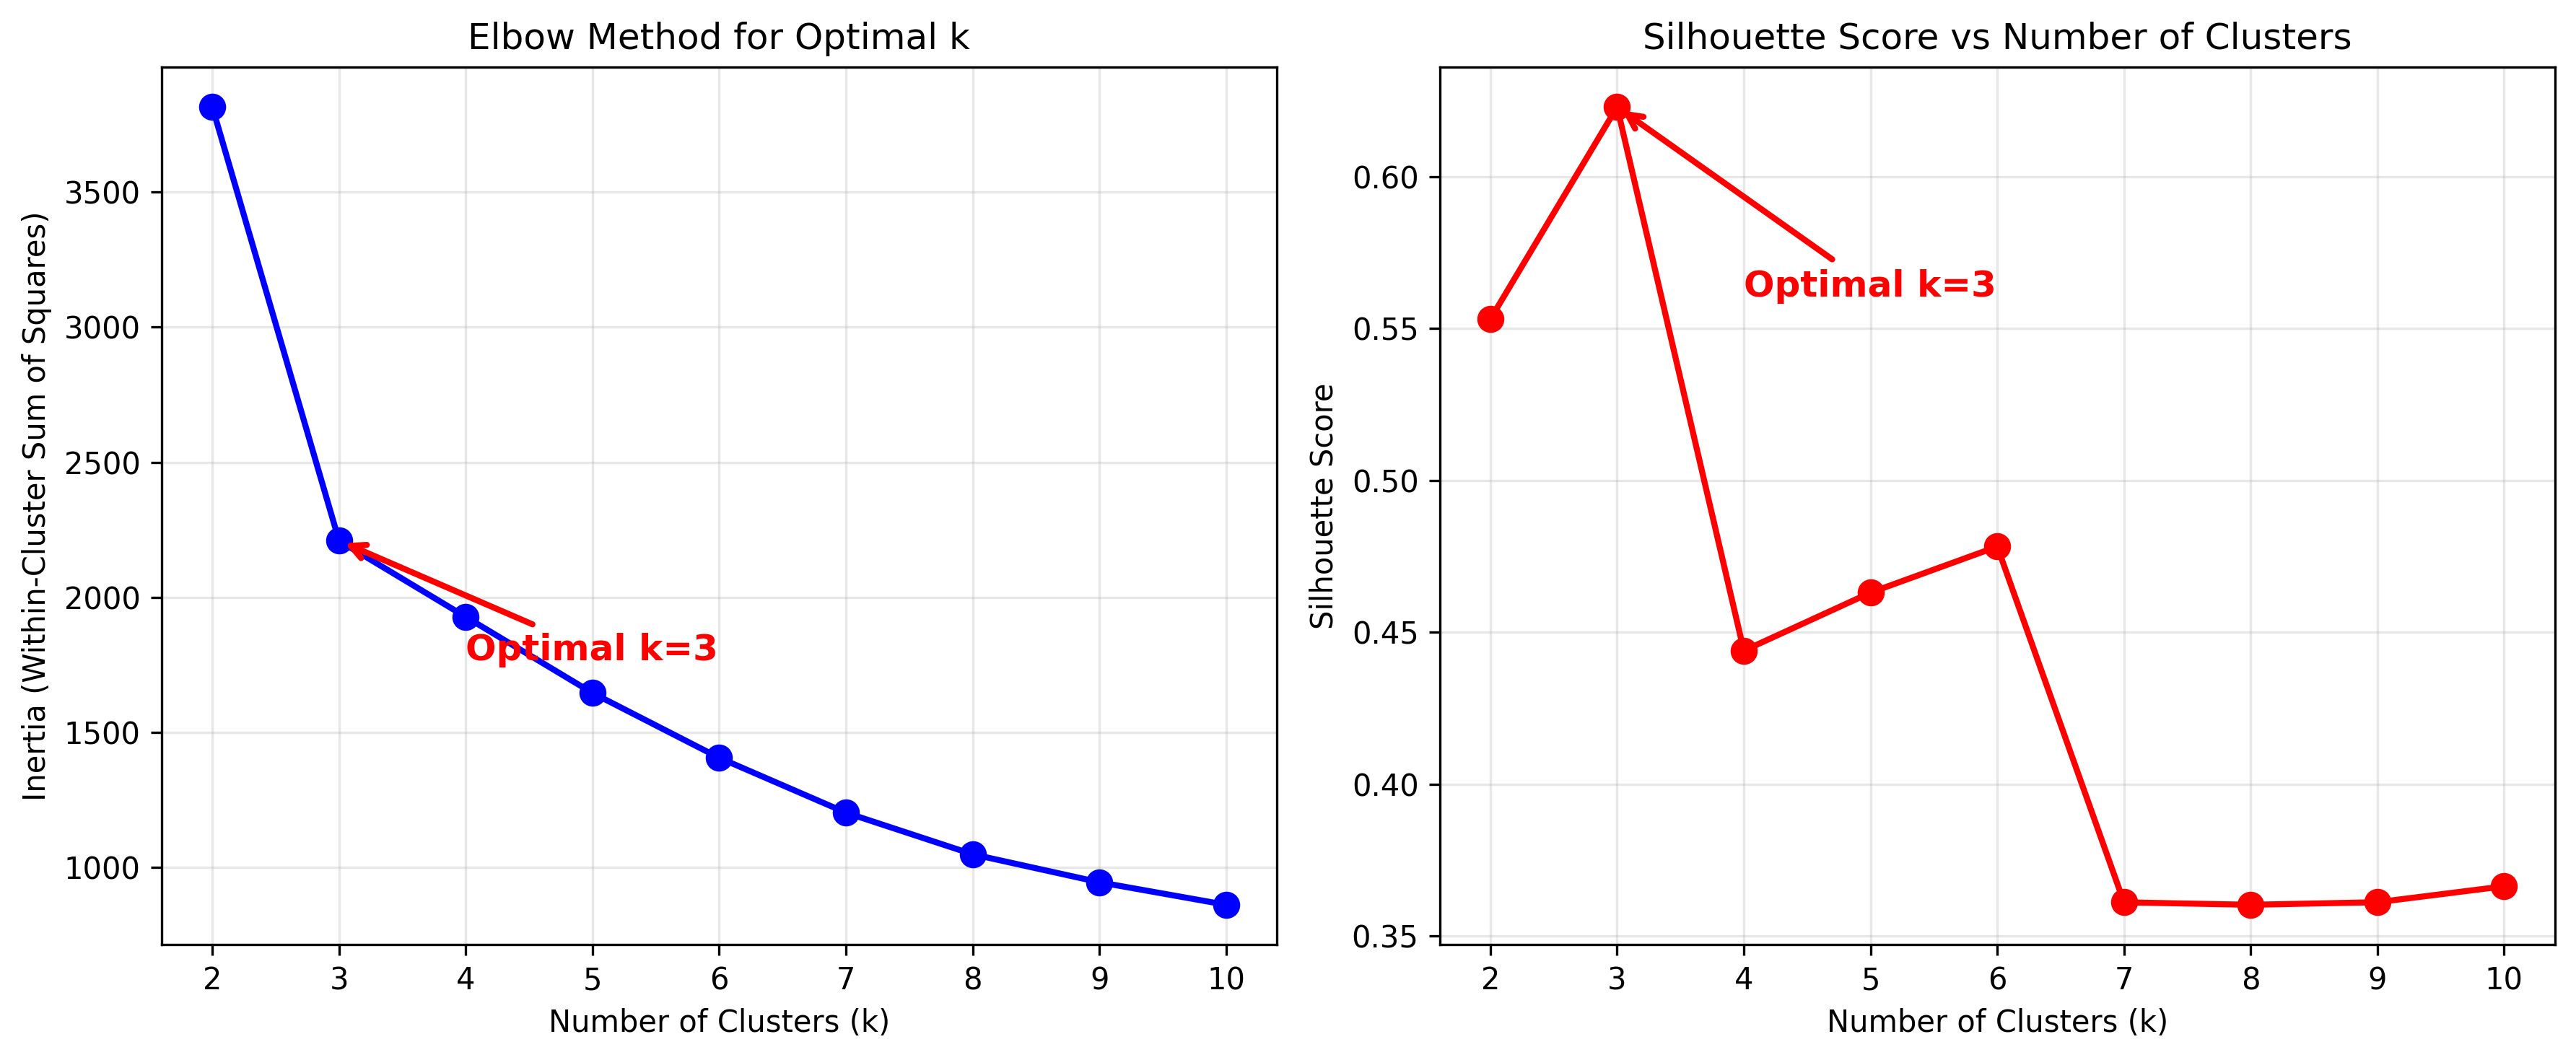 Elbow Method for Optimal k
Inertia (Within-Cluster Sum of Squares)
3500
3000
2500
2000
1500
1000
Optimal k=3
2 3 4 5 6 7 8 9 10
Number of Clusters (k)
Silhouette Score vs Number of Clusters
Silhouette Score
0.60
0.55
0.50
0.45
0.40
0.35
Optimal k=3
2 3 4 5 6 7 8 9 10
Number of Clusters (k)